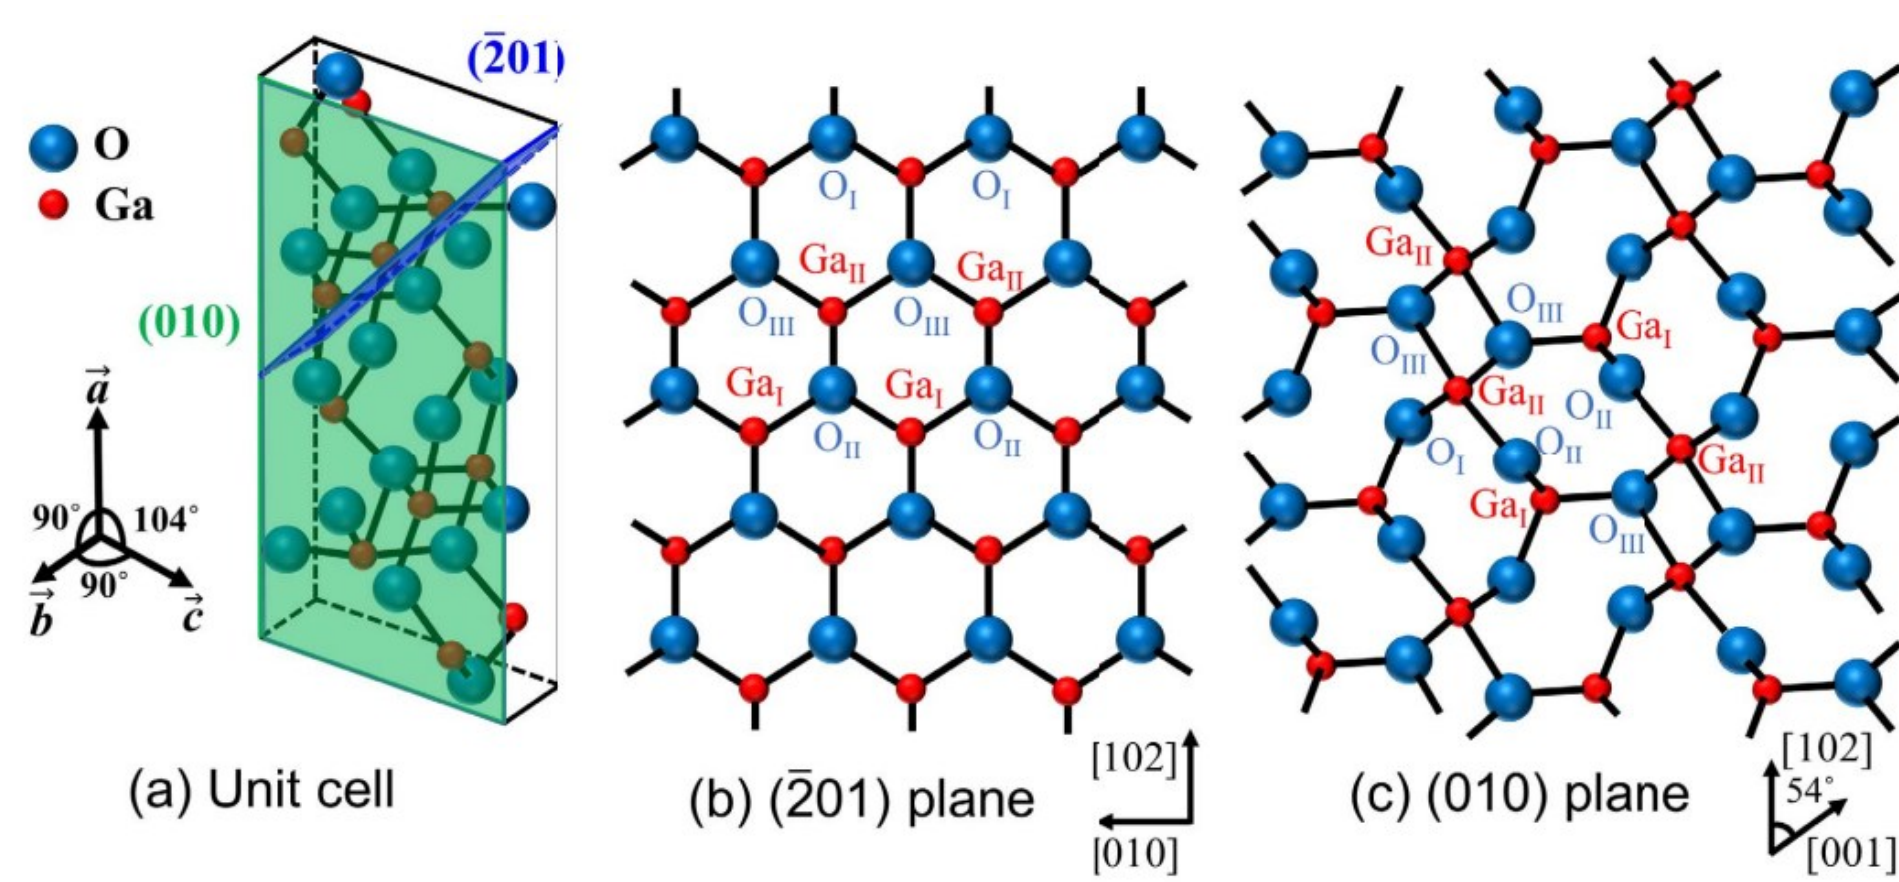 (2̅01)
O
Ga
(010)
a⃗
90° 104°
90°
b⃗ c⃗
(a) Unit cell
O_I O_I
Ga_II Ga_II
O_III O_III
Ga_I Ga_I
O_II O_II
(b) (2̅01) plane
[102]
[010]
Ga_II
O_III
Ga_I
O_III
Ga_II
O_II
O_I
O_II
Ga_II
Ga_I
O_III
(c) (010) plane
[102]
54°
[001]